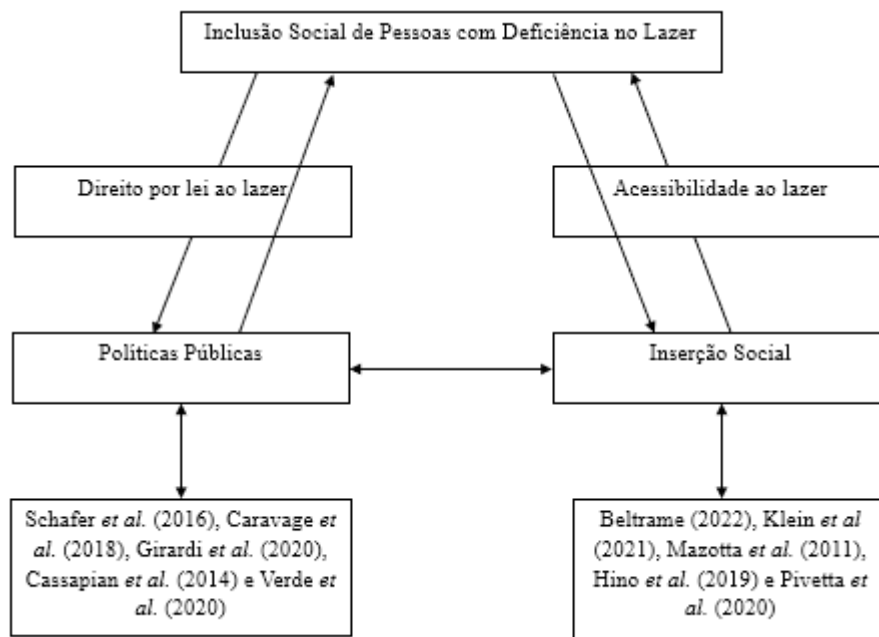 Inclusão Social de Pessoas com Deficiência no Lazer
Direito por lei ao lazer
Acessibilidade ao lazer
Políticas Públicas
Inserção Social
Schafer et al. (2016), Caravage et
al. (2018), Girardi et al. (2020),
Cassapian et al. (2014) e Verde et
al. (2020)
Beltrame (2022), Klein et al
(2021), Mazotta et al. (2011),
Hino et al. (2019) e Pivetta et
al. 2020)